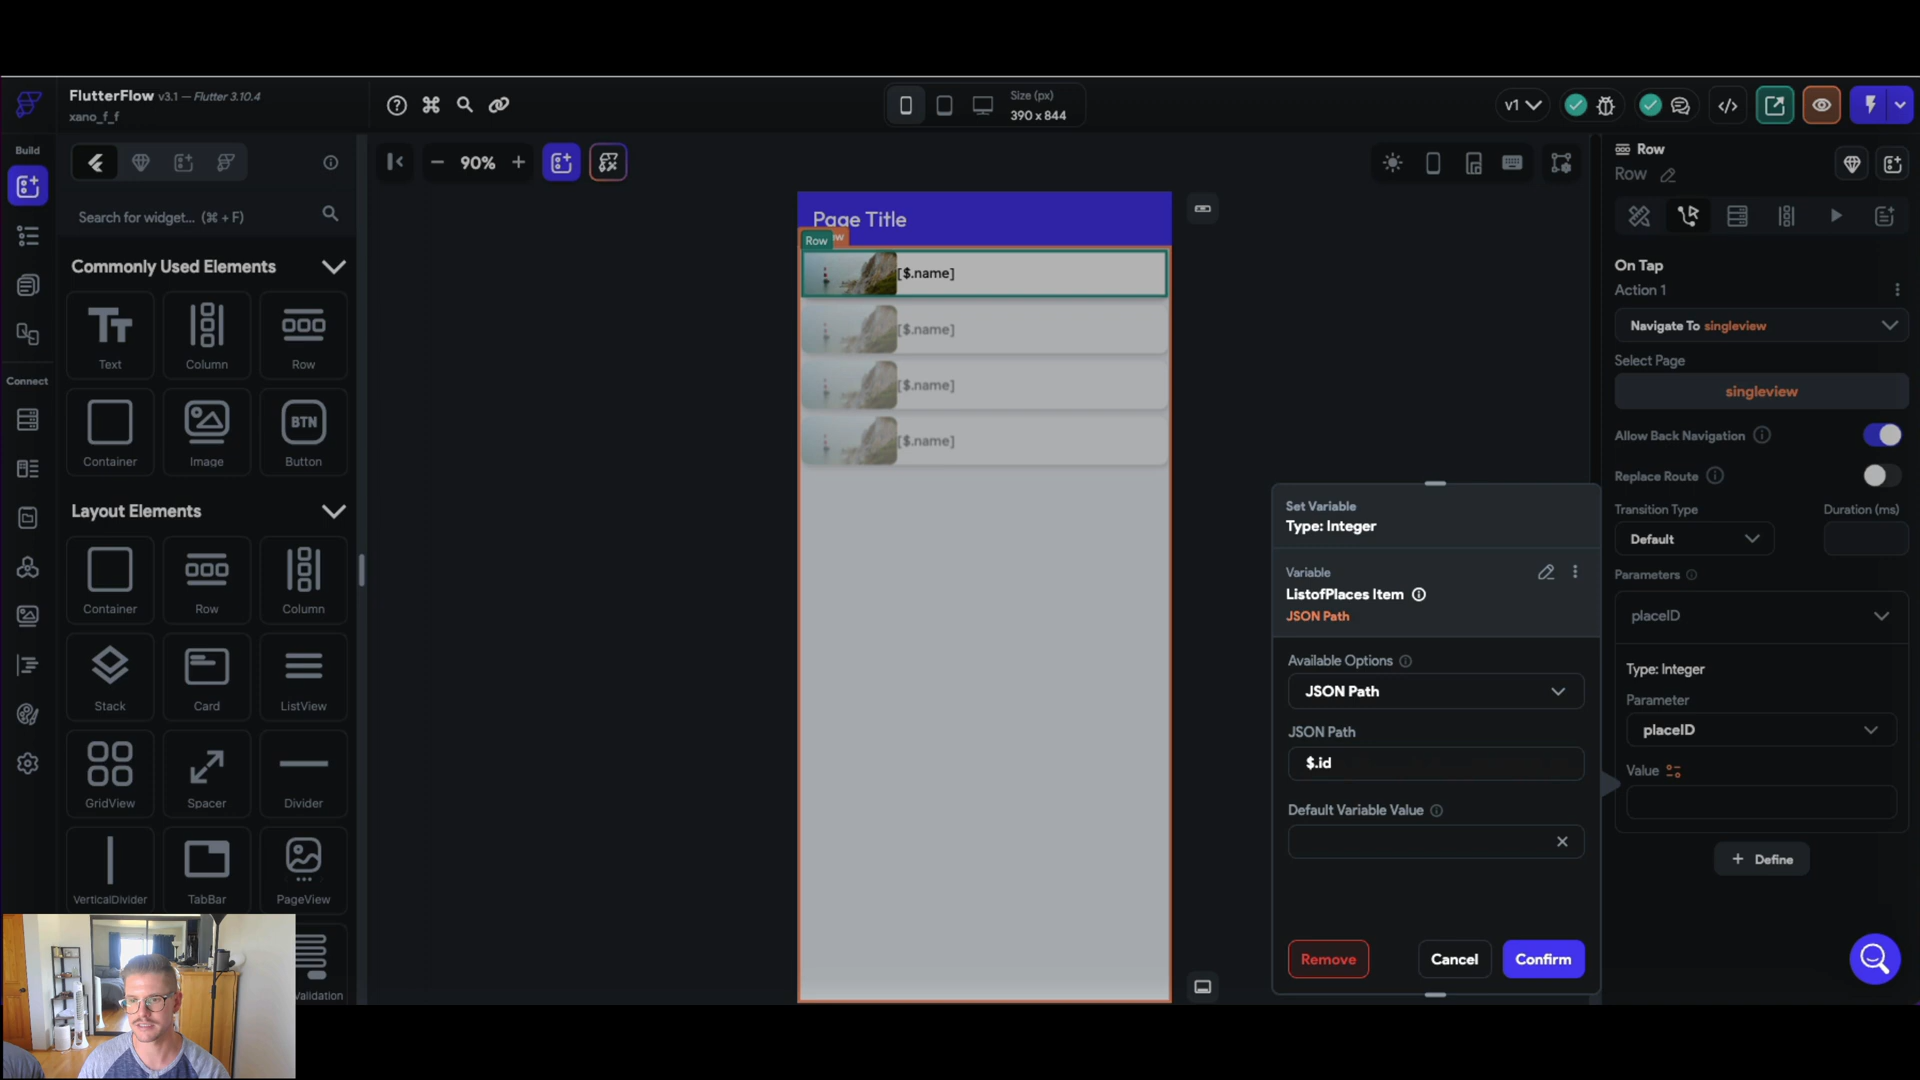 FlutterFlow v3.1 — Flutter 3.10.4
xano_f_f
Size (px)
390 x 844
v1
Build
90%
Search for widget... (⌘ + F)
Commonly Used Elements
Text
Column
Row
Container
Image
BTN
Button
Connect
Layout Elements
Container
Row
Column
Stack
Card
ListView
GridView
Spacer
Divider
VerticalDivider
TabBar
PageView
Validation
Page Title
Row
[$.name]
[$.name]
[$.name]
[$.name]
Set Variable
Type: Integer
Variable
ListofPlaces Item
JSON Path
Available Options
JSON Path
JSON Path
$.id
Default Variable Value
Remove
Cancel
Confirm
Row
Row
On Tap
Action 1
Navigate To singleview
Select Page
singleview
Allow Back Navigation
Replace Route
Transition Type
Duration (ms)
Default
Parameters
placeID
Type: Integer
Parameter
placeID
Value
+ Define